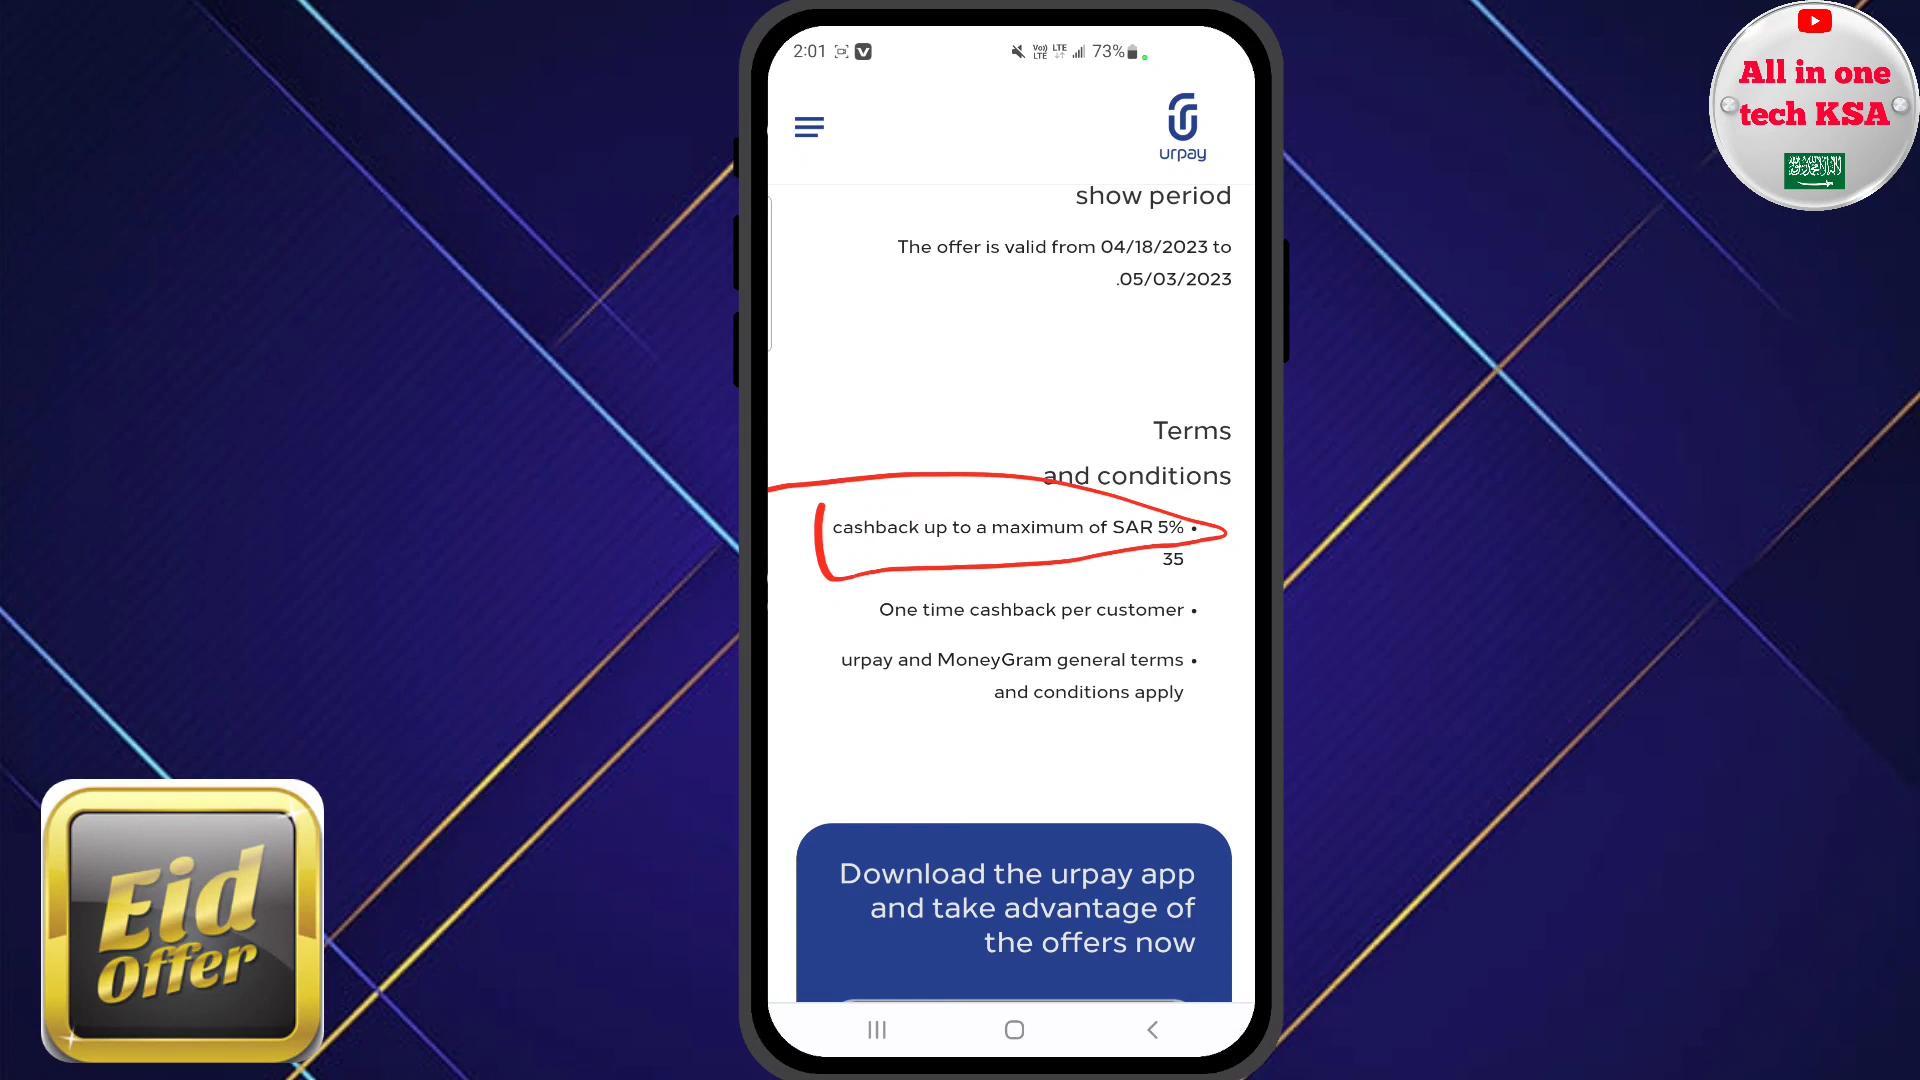 2:01
Vo)) LTE
LTE
73%
All in one
tech KSA
urpay
show period
The offer is valid from 04/18/2023 to
.05/03/2023
Terms
and conditions
cashback up to a maximum of SAR 5% •
35
One time cashback per customer •
urpay and MoneyGram general terms •
and conditions apply
Download the urpay app
and take advantage of
the offers now
Eid
Offer